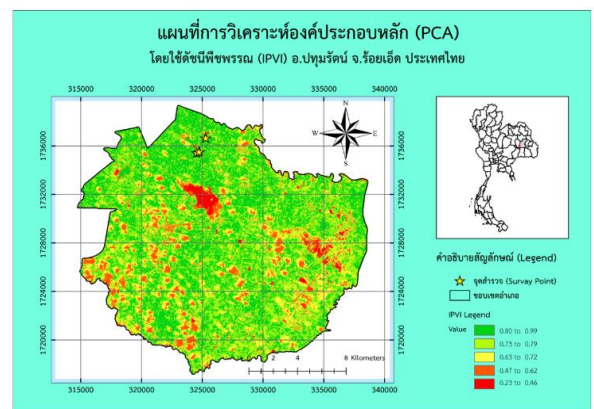 แผนที่การวิเคราะห์องค์ประกอบหลัก (PCA)
โดยใช้ดัชนีพืชพรรณ (IPVI) อ.ปทุมรัตน์ จ.ร้อยเอ็ด ประเทศไทย
315000 320000 325000 330000 335000 340000
N
W E
S
1736000 1736000
1732000 1732000
1728000 1728000
1724000 1724000
1720000 1720000
0 2 4 8 Kilometers
315000 320000 325000 330000 335000 340000
คำอธิบายสัญลักษณ์ (Legend)
จุดสำรวจ (Survay Point)
ขอบเขตอำเภอ
IPVI Legend
Value 0.80 to 0.99
0.73 to 0.79
0.63 to 0.72
0.47 to 0.62
0.23 to 0.46